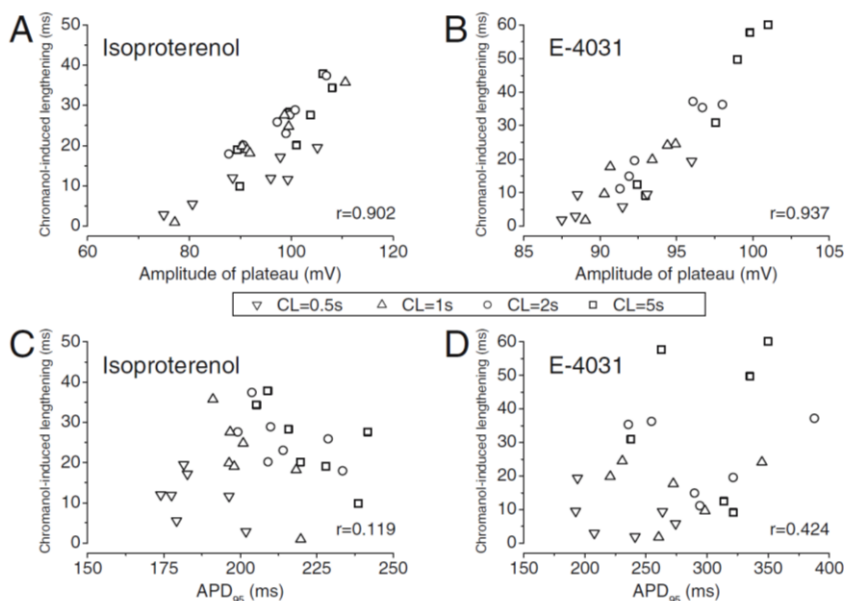 A
Isoproterenol
Chromanol-induced lengthening (ms)
50
40
30
20
10
0
r=0.902
60 80 100 120
Amplitude of plateau (mV)
B
E-4031
Chromanol-induced lengthening (ms)
60
50
40
30
20
10
0
r=0.937
85 90 95 100 105
Amplitude of plateau (mV)
▽ CL=0.5s △ CL=1s ○ CL=2s □ CL=5s
C
Isoproterenol
Chromanol-induced lengthening (ms)
50
40
30
20
10
0
r=0.119
150 175 200 225 250
APD95 (ms)
D
E-4031
Chromanol-induced lengthening (ms)
60
50
40
30
20
10
0
r=0.424
150 200 250 300 350 400
APD95 (ms)